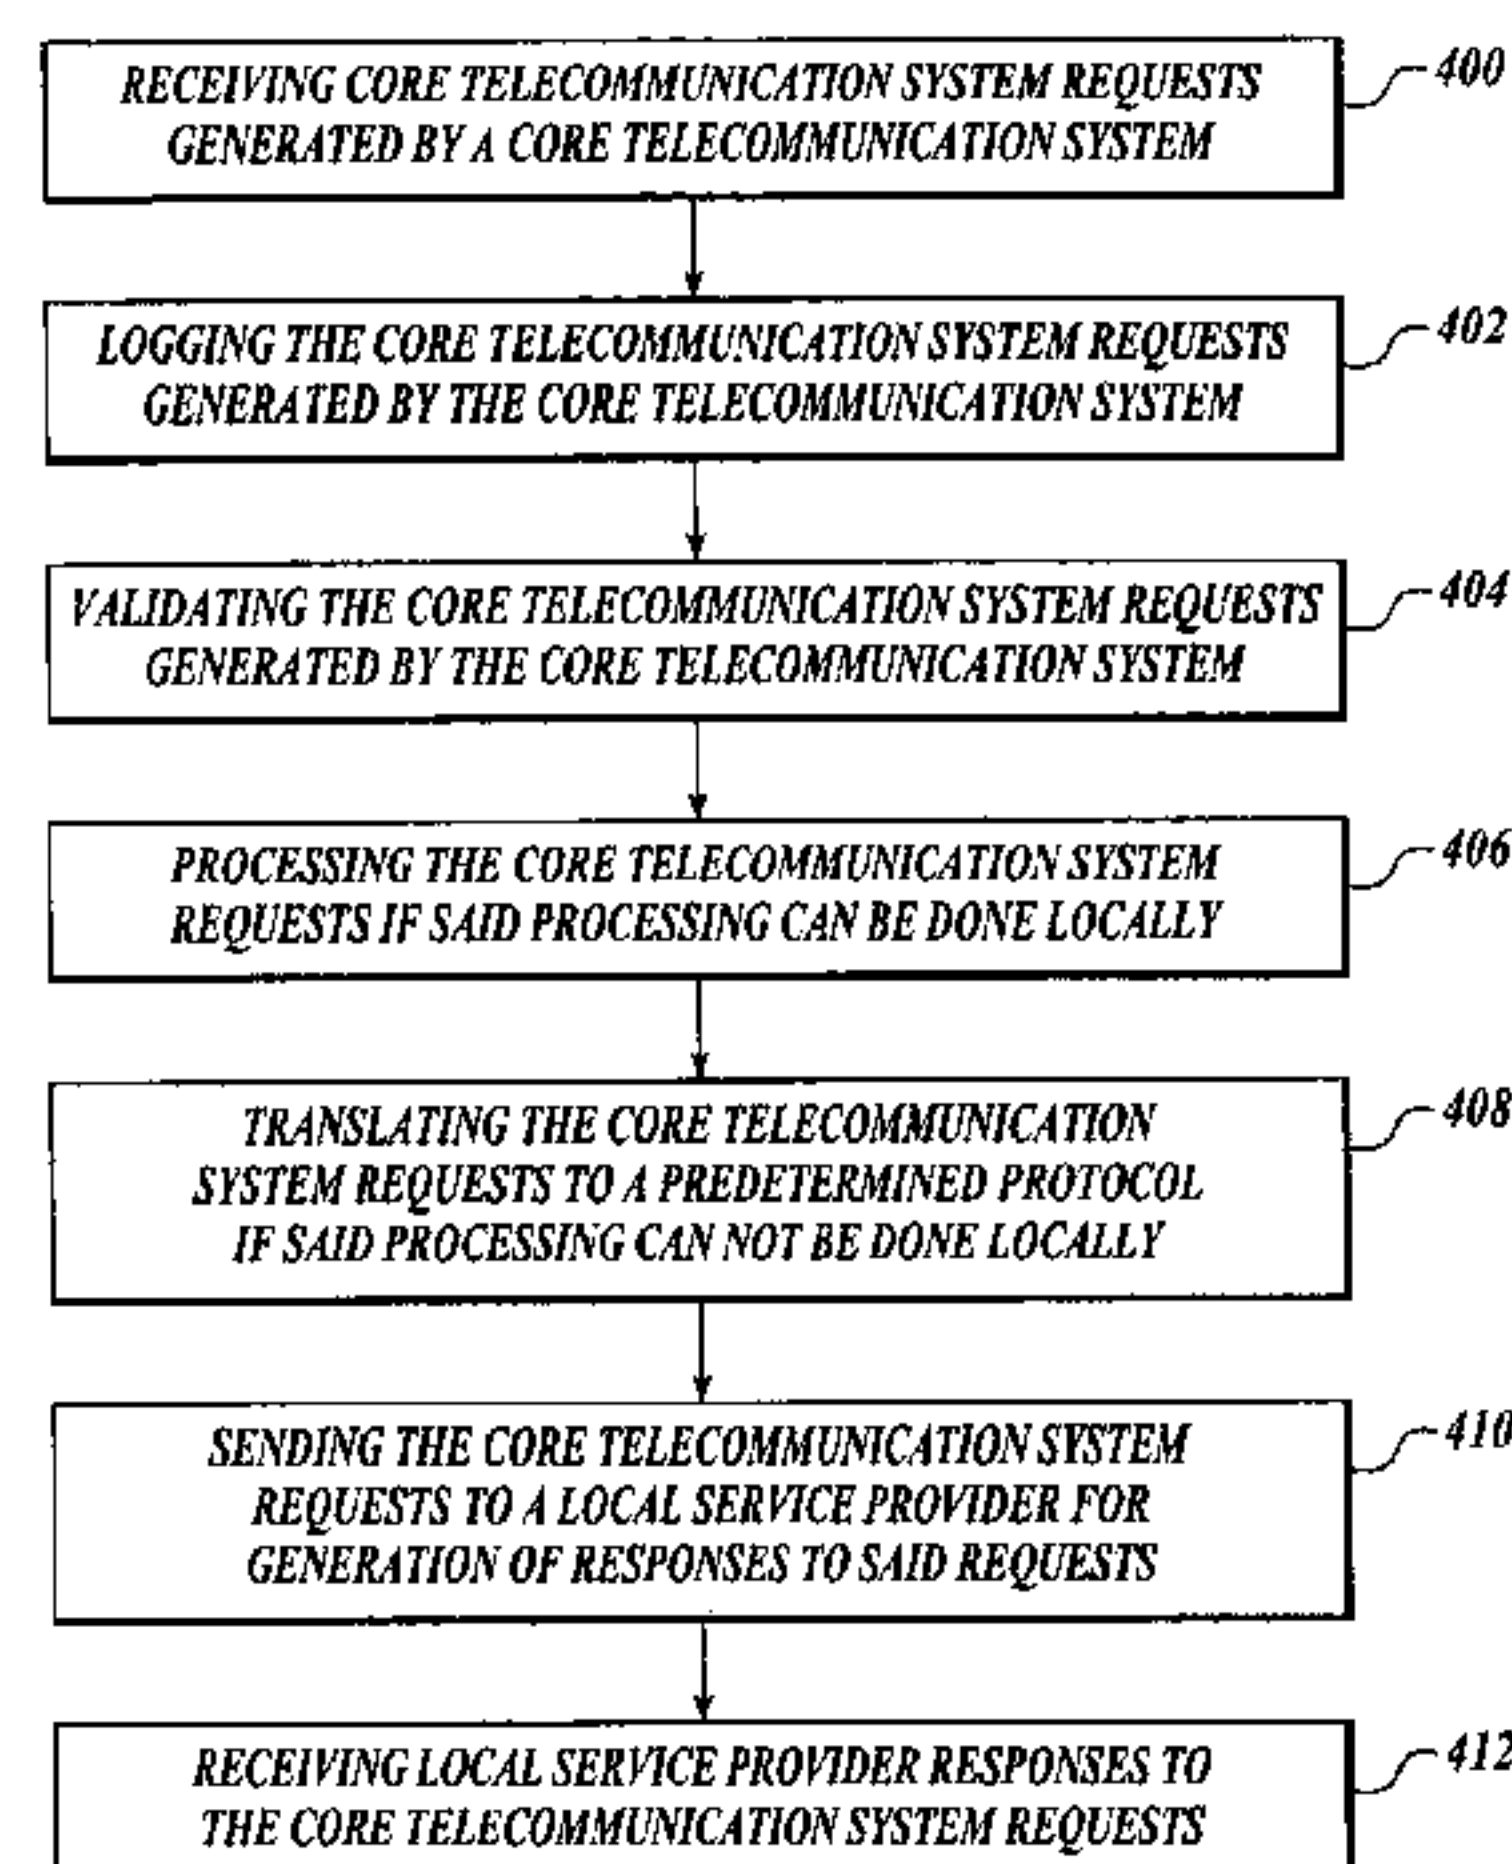 RECEIVING CORE TELECOMMUNICATION SYSTEM REQUESTS
GENERATED BY A CORE TELECOMMUNICATION SYSTEM
400
LOGGING THE CORE TELECOMMUNICATION SYSTEM REQUESTS
GENERATED BY THE CORE TELECOMMUNICATION SYSTEM
402
VALIDATING THE CORE TELECOMMUNICATION SYSTEM REQUESTS
GENERATED BY THE CORE TELECOMMUNICATION SYSTEM
404
PROCESSING THE CORE TELECOMMUNICATION SYSTEM
REQUESTS IF SAID PROCESSING CAN BE DONE LOCALLY
406
TRANSLATING THE CORE TELECOMMUNICATION
SYSTEM REQUESTS TO A PREDETERMINED PROTOCOL
IF SAID PROCESSING CAN NOT BE DONE LOCALLY
408
SENDING THE CORE TELECOMMUNICATION SYSTEM
REQUESTS TO A LOCAL SERVICE PROVIDER FOR
GENERATION OF RESPONSES TO SAID REQUESTS
410
RECEIVING LOCAL SERVICE PROVIDER RESPONSES TO
THE CORE TELECOMMUNICATION SYSTEM REQUESTS
412